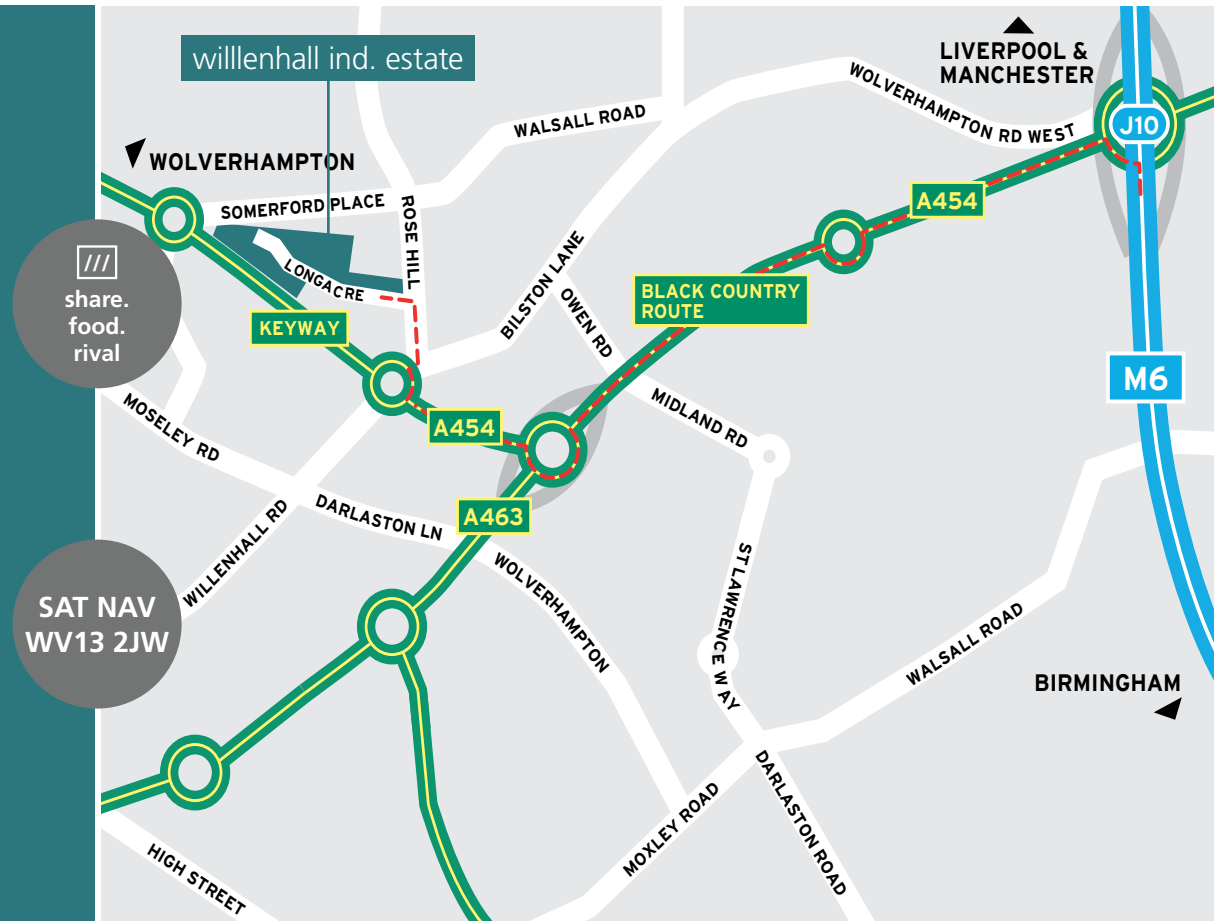 willlenhall ind. estate
LIVERPOOL &
MANCHESTER
WOLVERHAMPTON RD WEST
J10
WALSALL ROAD
WOLVERHAMPTON
SOMERFORD PLACE
ROSE HILL
A454
///
share.
food.
rival
LONGACRE
BILSTON LANE
OWEN RD
BLACK COUNTRY
ROUTE
KEYWAY
M6
MOSELEY RD
A454
MIDLAND RD
A463
DARLASTON LN
WILLENHALL RD
WOLVERHAMPTON
ST LAWRENCE WAY
SAT NAV
WV13 2JW
WALSALL ROAD
BIRMINGHAM
MOXLEY ROAD
DARLASTON ROAD
HIGH STREET